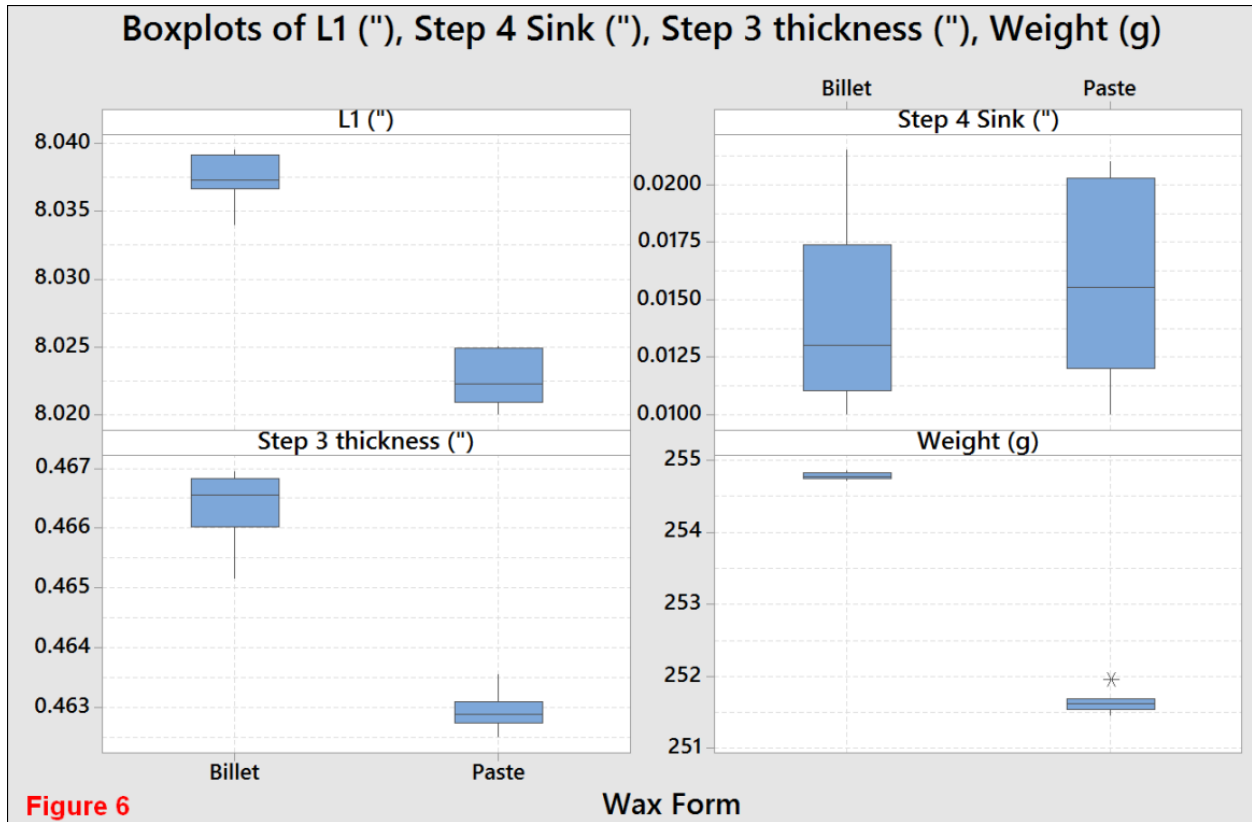 Boxplots of L1 ("), Step 4 Sink ("), Step 3 thickness ("), Weight (g)
Billet Paste
L1 (")
8.040
8.035
8.030
8.025
8.020
Step 4 Sink (")
0.0200
0.0175
0.0150
0.0125
0.0100
Step 3 thickness (")
0.467
0.466
0.465
0.464
0.463
Weight (g)
255
254
253
252
251
Billet Paste
Figure 6
Wax Form